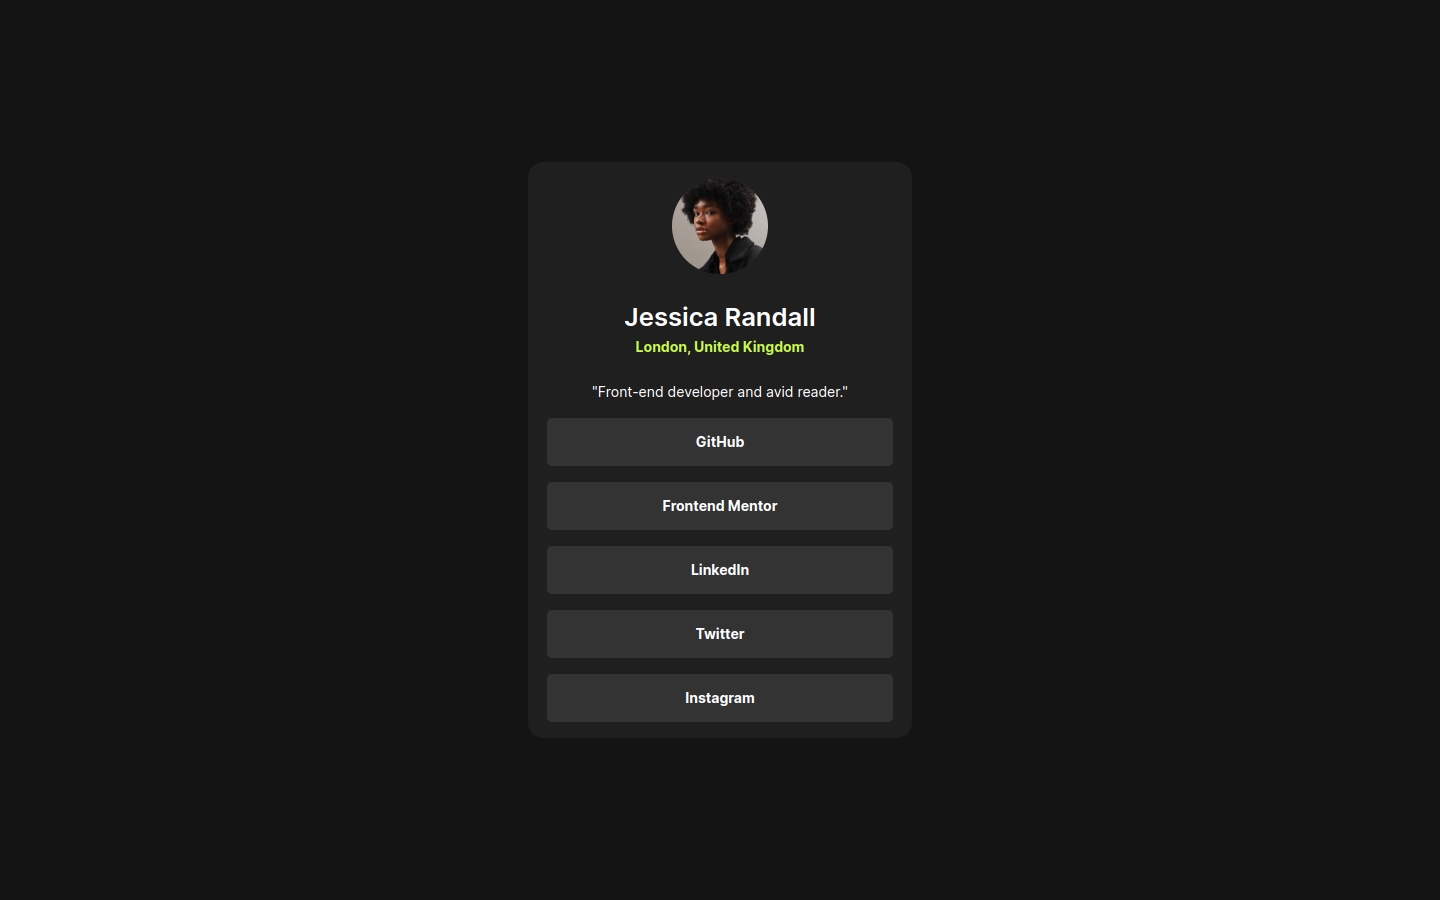 Jessica Randall
London, United Kingdom
"Front-end developer and avid reader."
GitHub
Frontend Mentor
LinkedIn
Twitter
Instagram